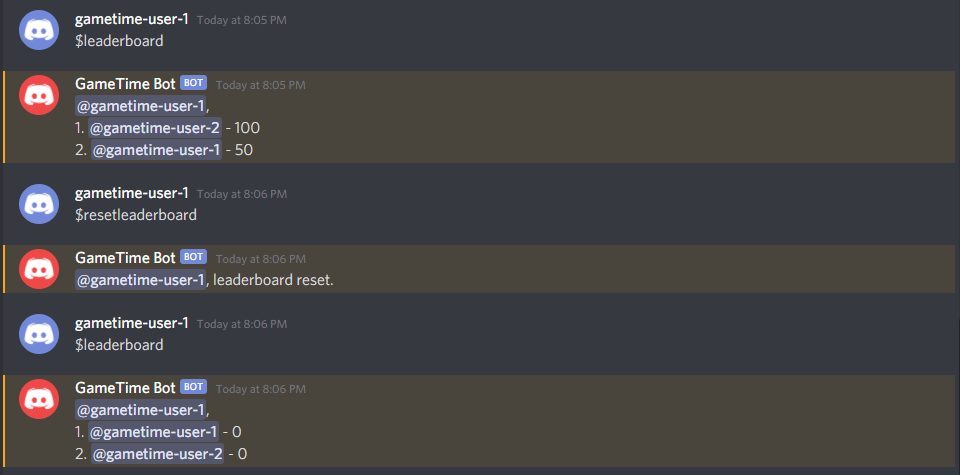 gametime-user-1 Today at 8:05 PM
$leaderboard
GameTime Bot BOT Today at 8:05 PM
@gametime-user-1,
1. @gametime-user-2 - 100
2. @gametime-user-1 - 50
gametime-user-1 Today at 8:06 PM
$resetleaderboard
GameTime Bot BOT Today at 8:06 PM
@gametime-user-1, leaderboard reset.
gametime-user-1 Today at 8:06 PM
$leaderboard
GameTime Bot BOT Today at 8:06 PM
@gametime-user-1,
1. @gametime-user-1 - 0
2. @gametime-user-2 - 0